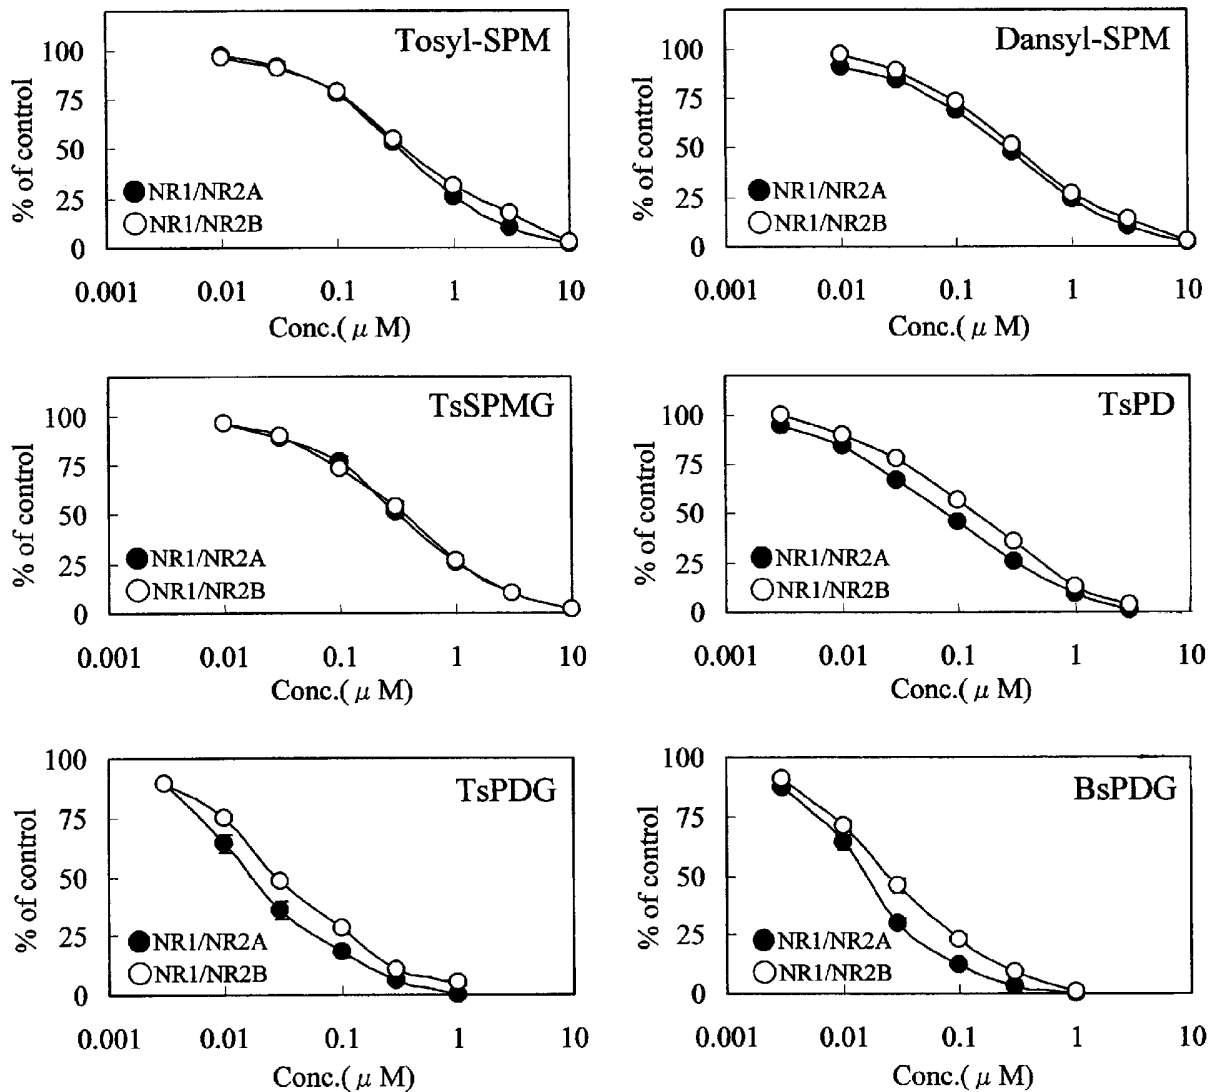 Tosyl-SPM
% of control
100
75
50
25
0
NR1/NR2A
NR1/NR2B
0.001 0.01 0.1 1 10
Conc.( μ M)
Dansyl-SPM
% of control
100
75
50
25
0
NR1/NR2A
NR1/NR2B
0.001 0.01 0.1 1 10
Conc.( μ M)
TsSPMG
% of control
100
75
50
25
0
NR1/NR2A
NR1/NR2B
0.001 0.01 0.1 1 10
Conc.( μ M)
TsPD
% of control
100
75
50
25
0
NR1/NR2A
NR1/NR2B
0.001 0.01 0.1 1 10
Conc.( μ M)
TsPDG
% of control
100
75
50
25
0
NR1/NR2A
NR1/NR2B
0.001 0.01 0.1 1 10
Conc.( μ M)
BsPDG
% of control
100
75
50
25
0
NR1/NR2A
NR1/NR2B
0.001 0.01 0.1 1 10
Conc.( μ M)